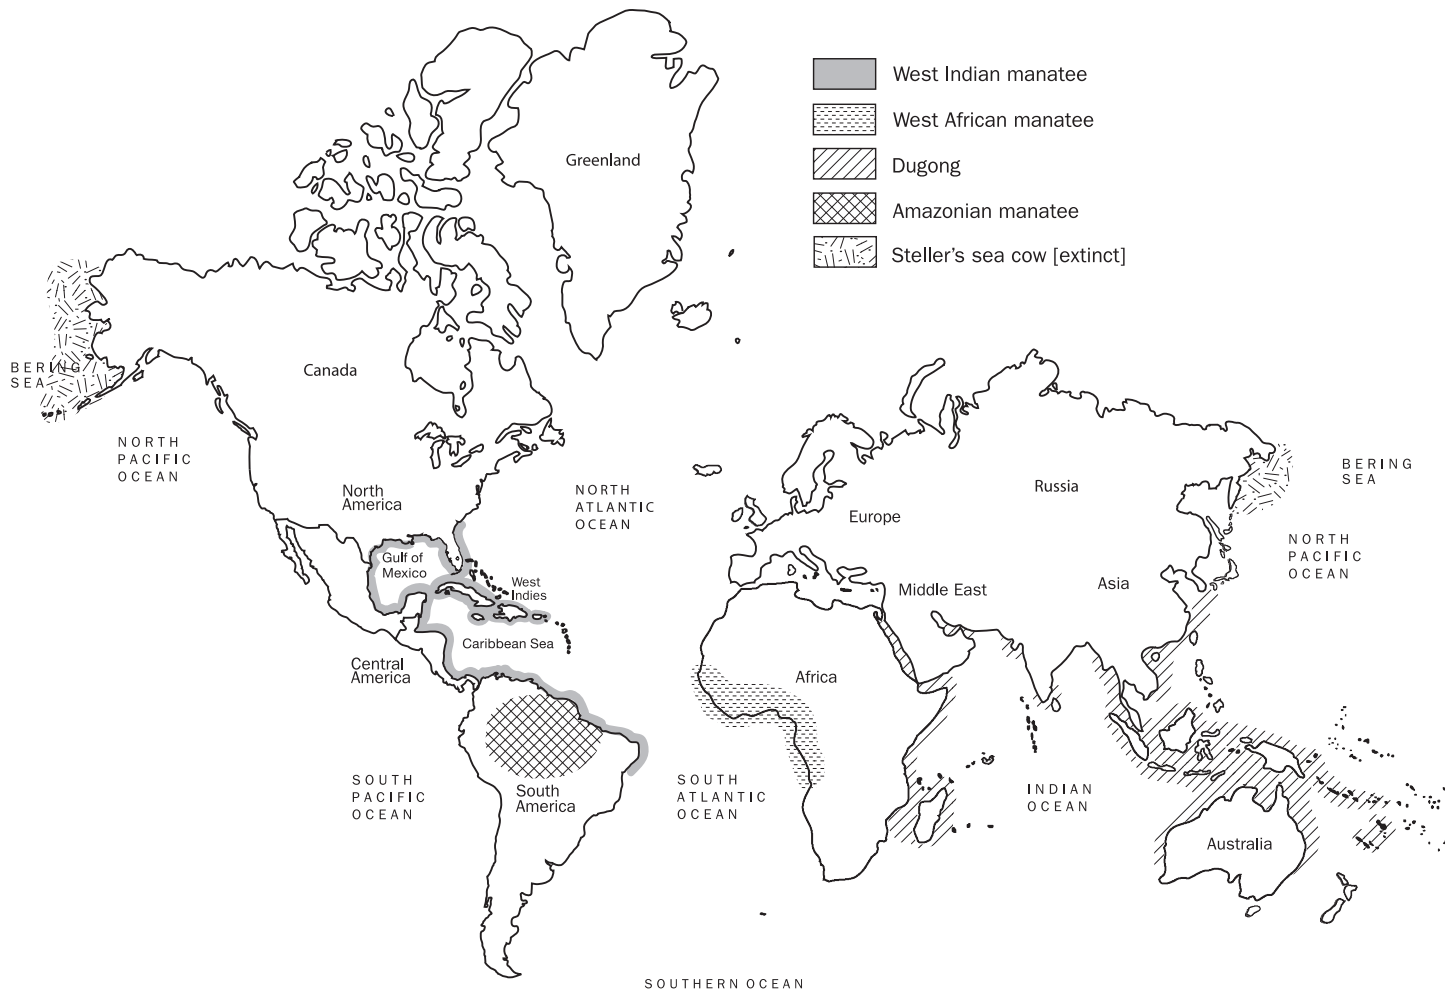 West Indian manatee
West African manatee
Greenland
Dugong
Amazonian manatee
Steller's sea cow [extinct]
BERING
SEA
Canada
NORTH
PACIFIC
OCEAN
North
America
NORTH
ATLANTIC
OCEAN
Europe
Russia
BERING
SEA
NORTH
PACIFIC
OCEAN
Gulf of
Mexico
West
Indies
Middle East
Asia
Caribbean Sea
Central
America
Africa
SOUTH
PACIFIC
OCEAN
South
America
SOUTH
ATLANTIC
OCEAN
INDIAN
OCEAN
Australia
SOUTHERN OCEAN